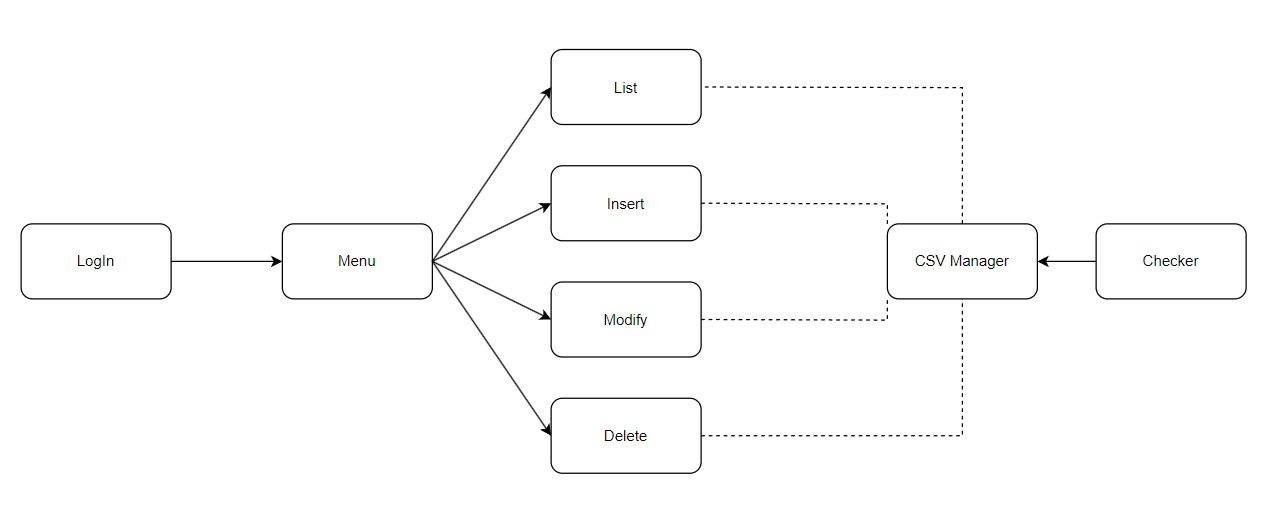 List
Insert
LogIn
Menu
CSV Manager
Checker
Modify
Delete